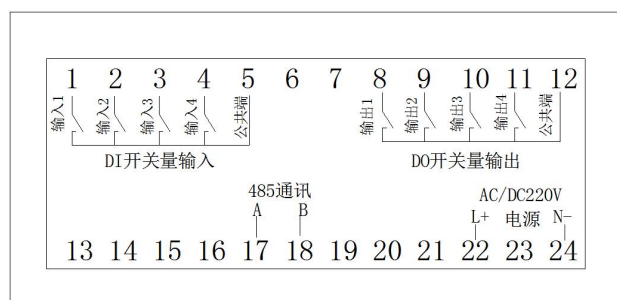 1 2 3 4 5 6 7 8 9 10 11 12
输入1 输入2 输入3 输入4 公共端 输出1 输出2 输出3 输出4 公共端
DI开关量输入 DO开关量输出
485通讯 AC/DC220V
A B L+ 电源 N-
13 14 15 16 17 18 19 20 21 22 23 24